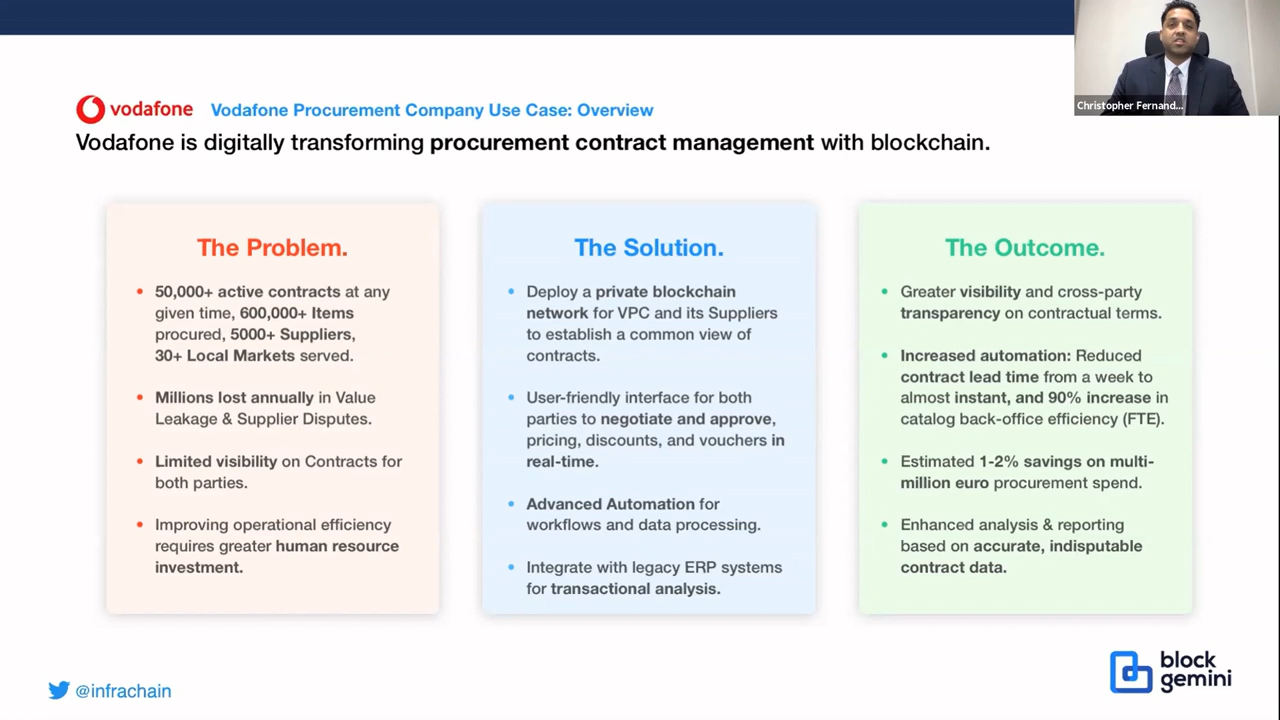 Christopher Fernand...
vodafone
Vodafone Procurement Company Use Case: Overview
Vodafone is digitally transforming procurement contract management with blockchain.
The Problem.
• 50,000+ active contracts at any
given time, 600,000+ Items
procured, 5000+ Suppliers,
30+ Local Markets served.
• Millions lost annually in Value
Leakage & Supplier Disputes.
• Limited visibility on Contracts for
both parties.
• Improving operational efficiency
requires greater human resource
investment.
The Solution.
• Deploy a private blockchain
network for VPC and its Suppliers
to establish a common view of
contracts.
• User-friendly interface for both
parties to negotiate and approve,
pricing, discounts, and vouchers in
real-time.
• Advanced Automation for
workflows and data processing.
• Integrate with legacy ERP systems
for transactional analysis.
The Outcome.
• Greater visibility and cross-party
transparency on contractual terms.
• Increased automation: Reduced
contract lead time from a week to
almost instant, and 90% increase in
catalog back-office efficiency (FTE).
• Estimated 1-2% savings on multi-
million euro procurement spend.
• Enhanced analysis & reporting
based on accurate, indisputable
contract data.
@infrachain
block
gemini